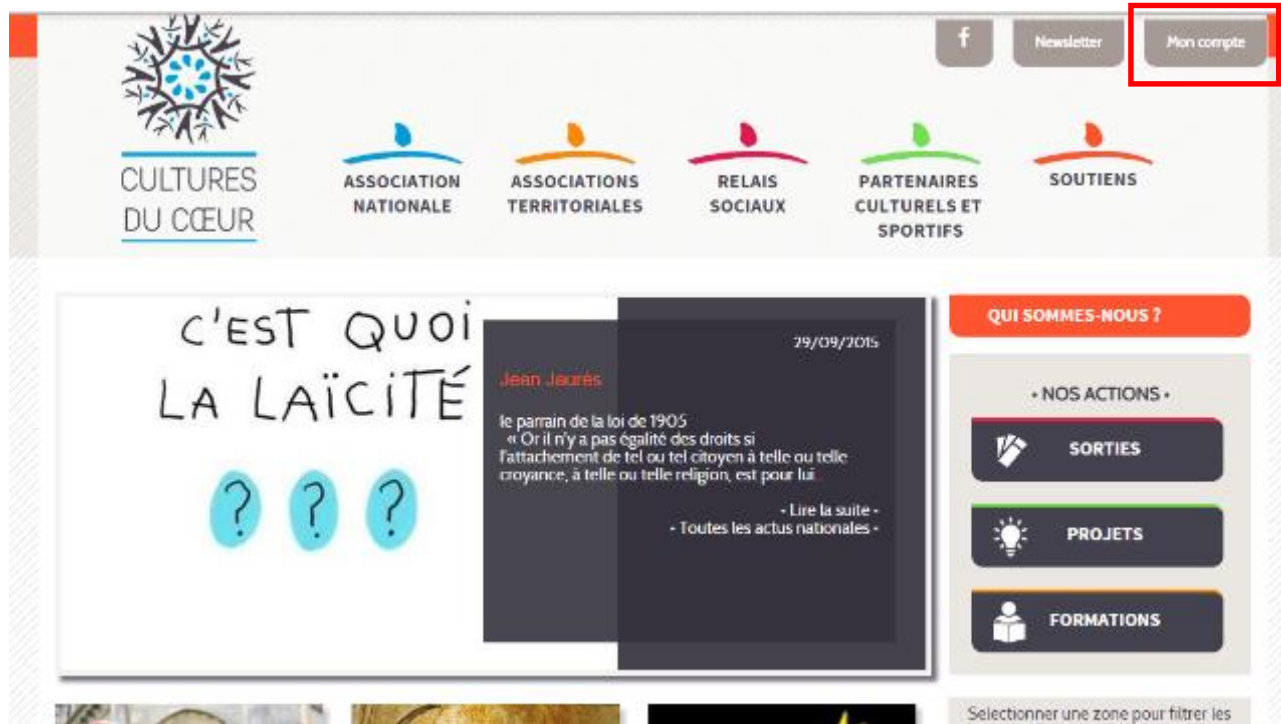 f
Newsletter
Mon compte
CULTURES
DU CŒUR
ASSOCIATION
NATIONALE
ASSOCIATIONS
TERRITORIALES
RELAIS
SOCIAUX
PARTENAIRES
CULTURELS ET
SPORTIFS
SOUTIENS
C'EST QUOI
LA LAÏCITÉ
? ? ?
29/09/2015
Jean Jaurés
le parrain de la loi de 1905
« Or il n'y a pas égalité des droits si
l'attachement de tel ou tel citoyen à telle ou telle
croyance, à telle ou telle religion, est pour lui
- Lire la suite -
- Toutes les actus nationales -
QUI SOMMES-NOUS ?
• NOS ACTIONS •
SORTIES
PROJETS
FORMATIONS
Selectionner une zone pour filtrer les